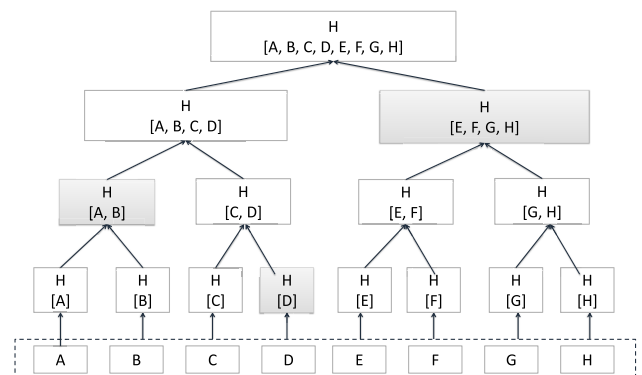 H
[A, B, C, D, E, F, G, H]
H
[A, B, C, D]
H
[E, F, G, H]
H
[A, B]
H
[C, D]
H
[E, F]
H
[G, H]
H
[A]
H
[B]
H
[C]
H
[D]
H
[E]
H
[F]
H
[G]
H
[H]
A
B
C
D
E
F
G
H